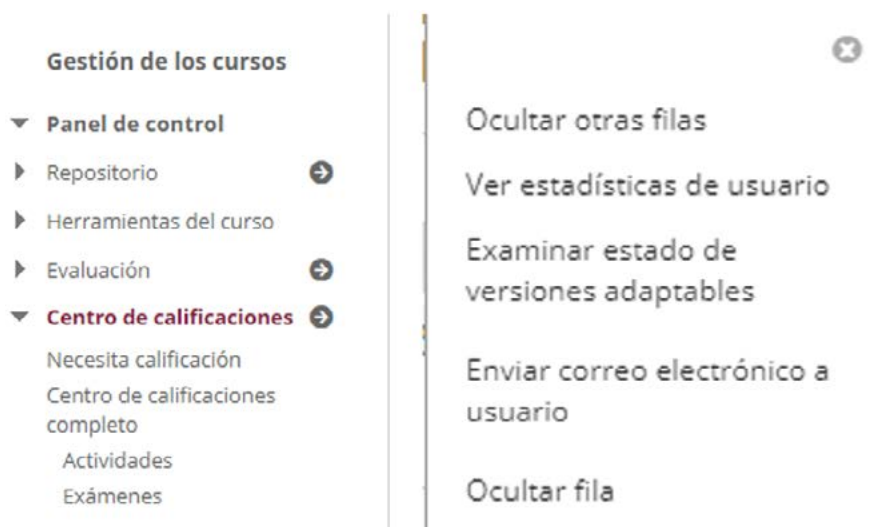 Gestión de los cursos
Panel de control
Repositorio
Herramientas del curso
Evaluación
Centro de calificaciones
Necesita calificación
Centro de calificaciones
completo
Actividades
Exámenes
Ocultar otras filas
Ver estadísticas de usuario
Examinar estado de
versiones adaptables
Enviar correo electrónico a
usuario
Ocultar fila